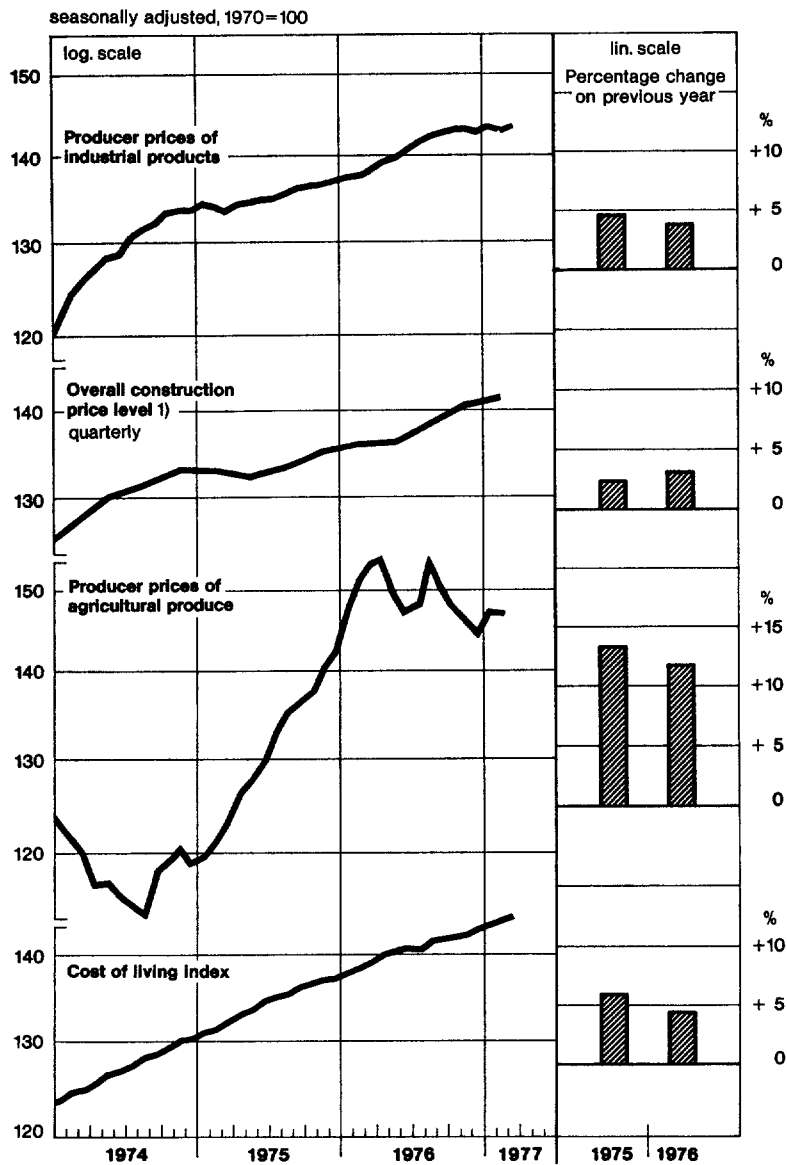 seasonally adjusted, 1970=100
log. scale
lin. scale
Percentage change
on previous year
150
140
130
120
Producer prices of
industrial products
%
+10
+ 5
0
Overall construction
price level 1)
quarterly
140
130
%
+10
+ 5
0
Producer prices of
agricultural produce
150
140
130
120
%
+15
+10
+ 5
0
Cost of living index
140
130
120
%
+10
+ 5
0
1974 1975 1976 1977 1975 1976